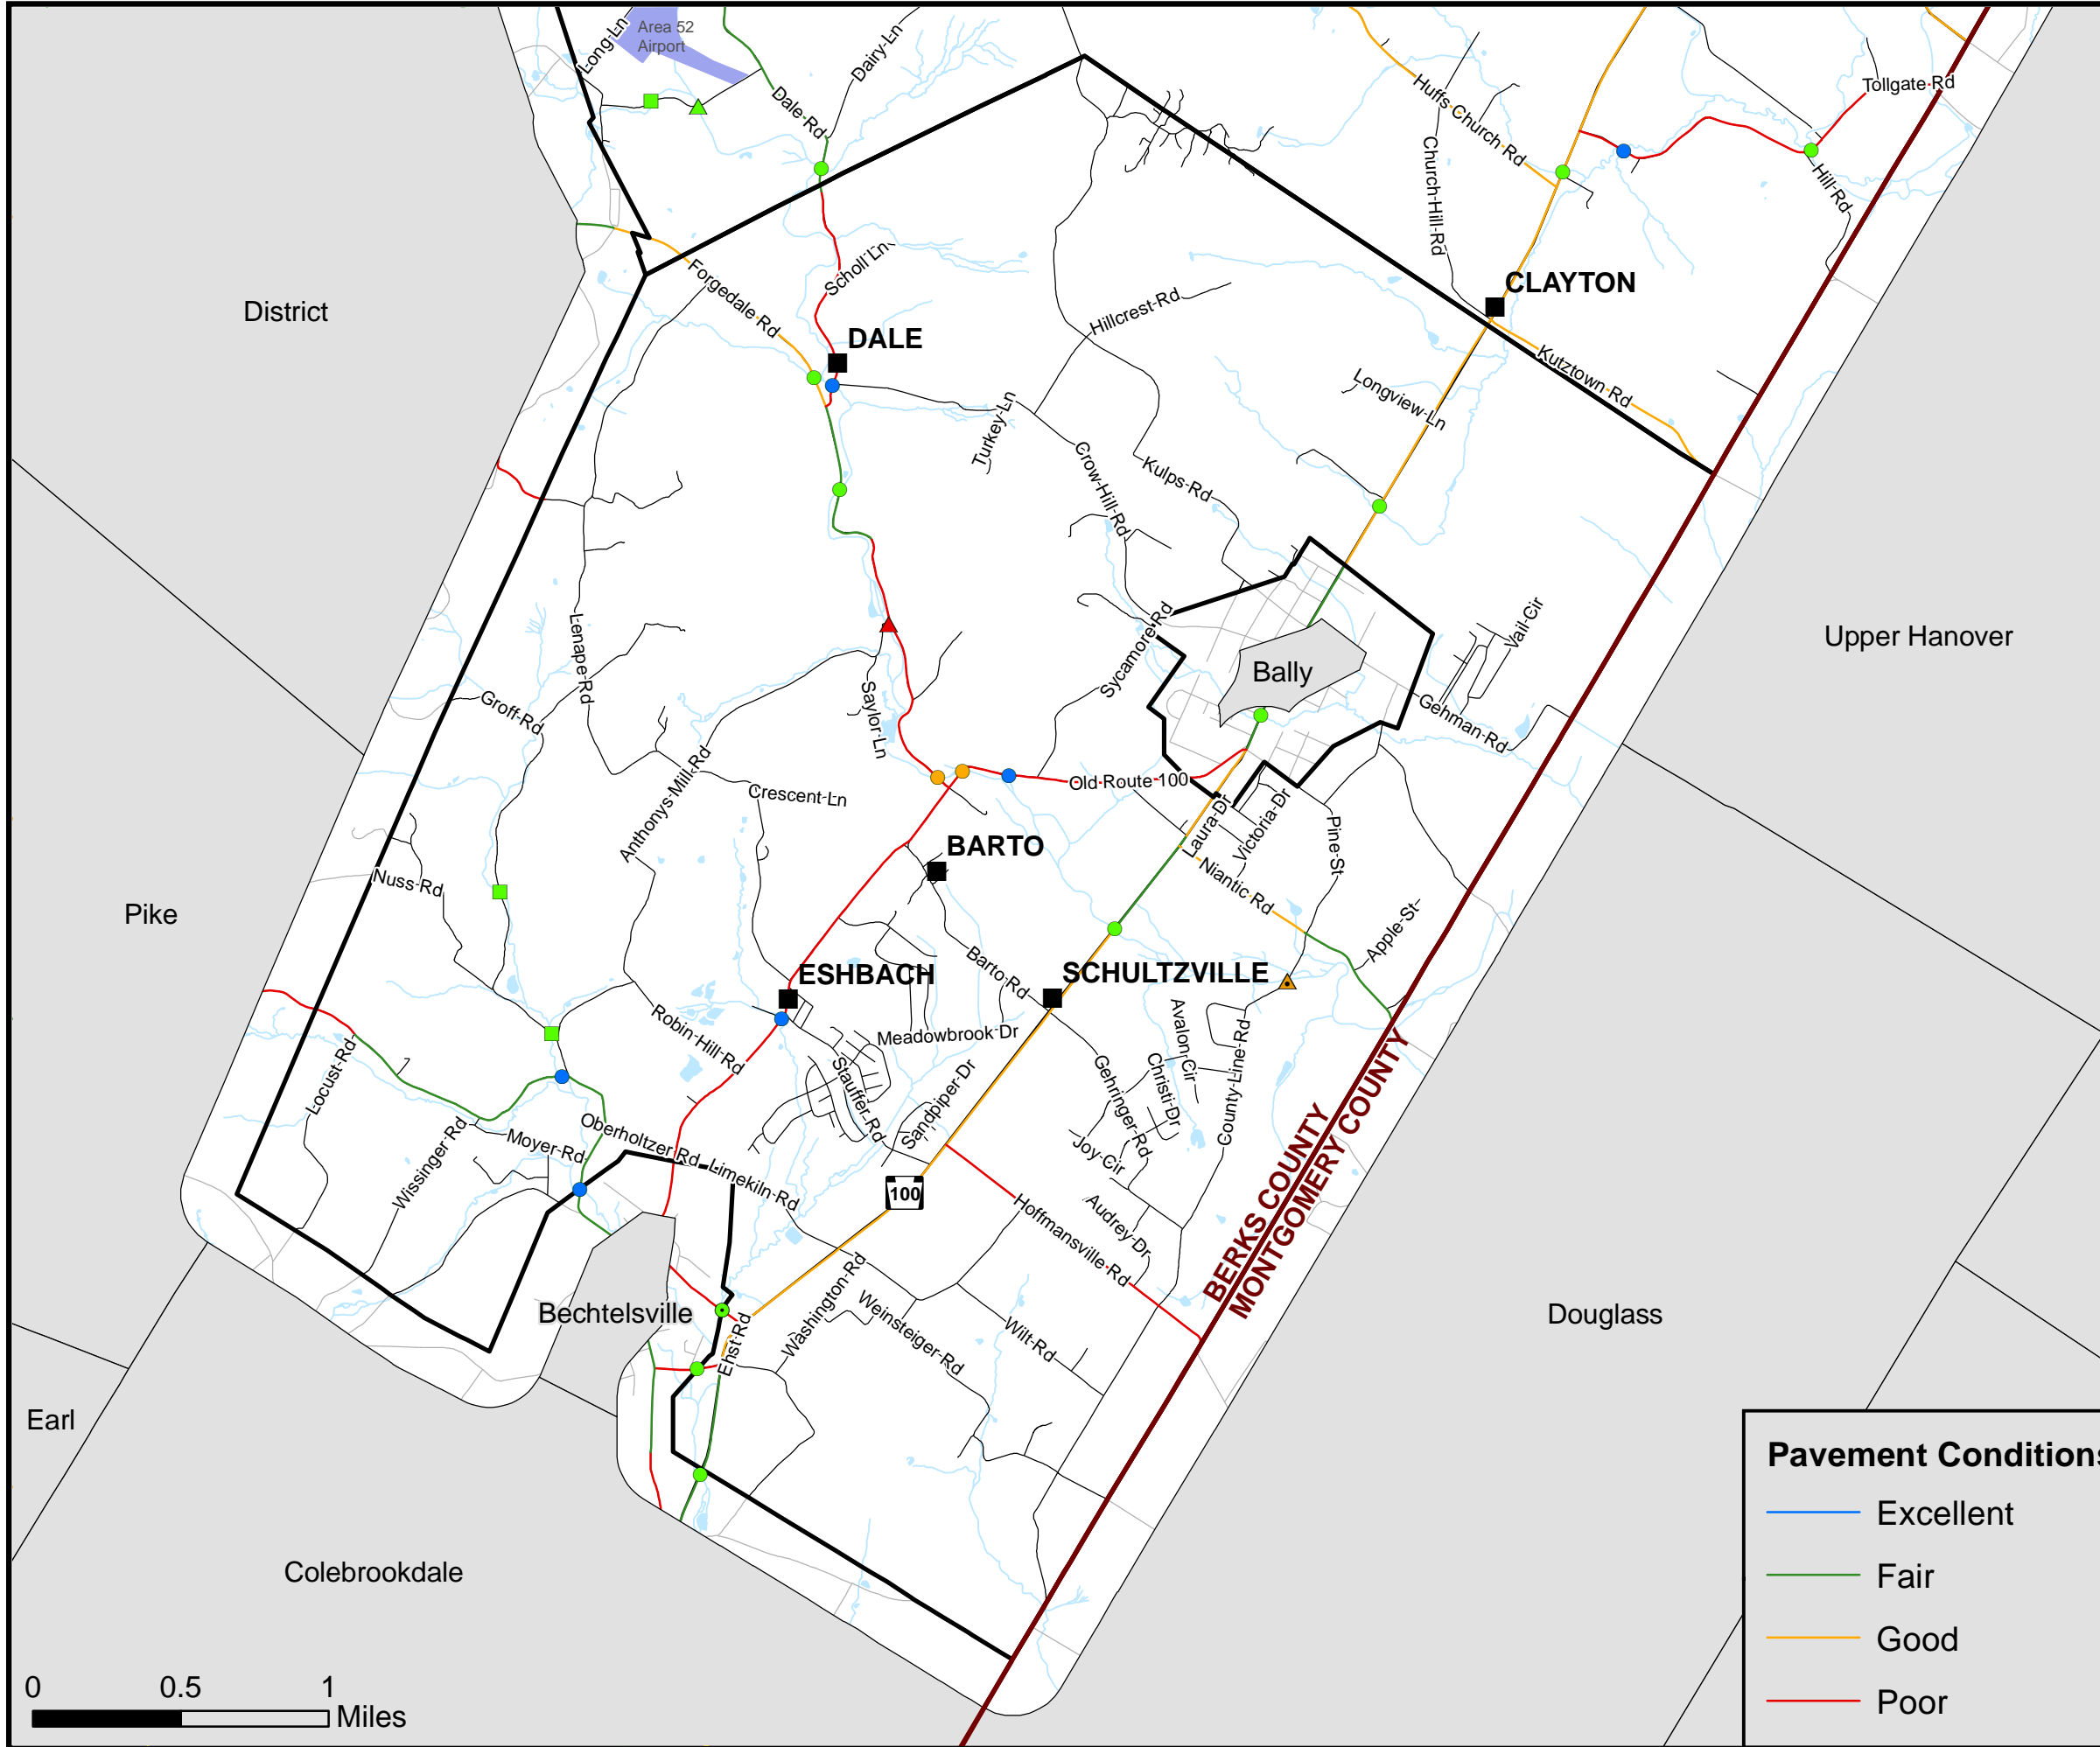 Area 52
Airport
Long Ln
Dairy Ln
Dale Rd
Huffs Church Rd
Church Hill Rd
Tollgate Rd
Hill Rd
District
Forgedale Rd
Scholl Ln
DALE
Hillcrest Rd
CLAYTON
Kutztown Rd
Longview Ln
Turkey Ln
Crow Hill Rd
Kulps Rd
Lenape Rd
Sycamore Rd
Vail Cir
Upper Hanover
Bally
Groff Rd
Saylor Ln
Gehman Rd
Anthonys Mill Rd
Crescent Ln
Old Route 100
Laura Dr
Victoria Dr
Pine St
BARTO
Nuss Rd
Niantic Rd
Pike
Apple St
Barto Rd
ESHBACH
SCHULTZVILLE
Robin Hill Rd
Meadowbrook Dr
Avalon Cir
Locust Rd
Stauffer Rd
Sandpiper Dr
Gehringer Rd
Christi Dr
County Line Rd
Oberholtzer Rd
Moyer Rd
Wissinger Rd
Joy Cir
Limekiln Rd
100
Hoffmansville Rd
Audrey Dr
BERKS COUNTY
MONTGOMERY COUNTY
Bechtelsville
Ehst Rd
Washington Rd
Weinsteiger Rd
Wilt Rd
Douglass
Earl
Colebrookdale
Pavement Conditions
Excellent
Fair
Good
Poor
0 0.5 1
Miles